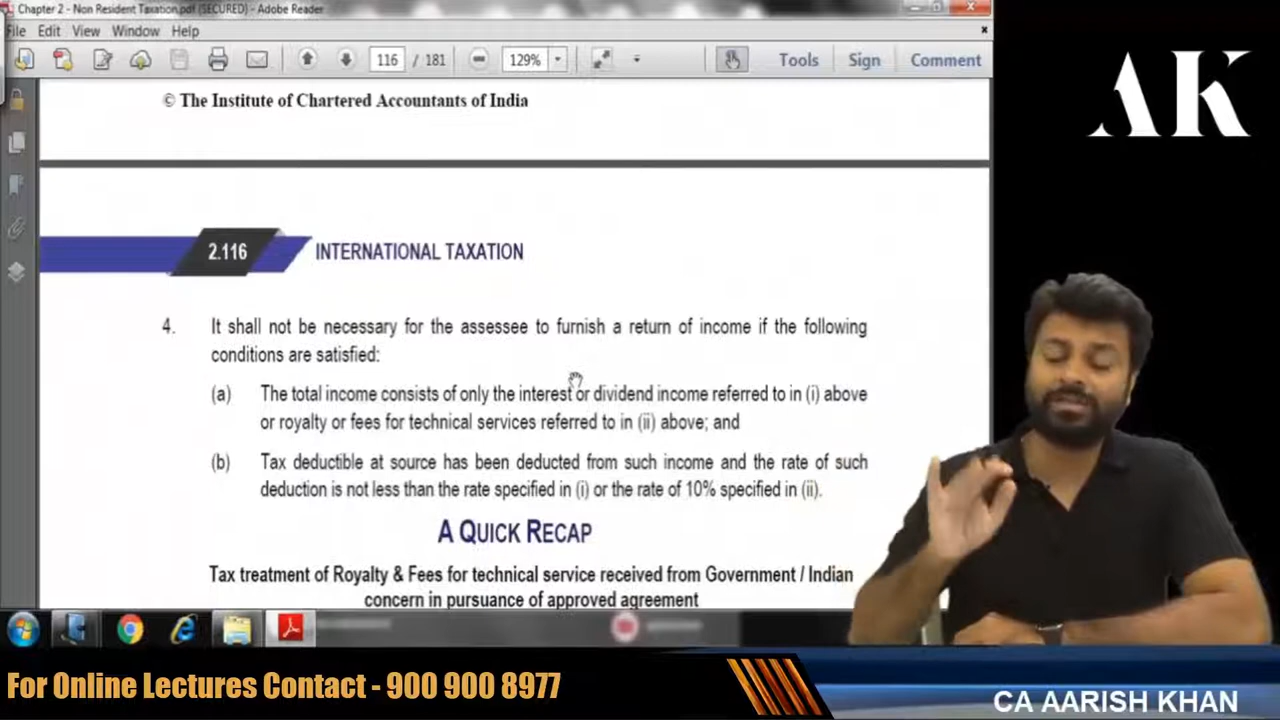 Chapter 2 - Non Resident Taxation.pdf (SECURED) - Adobe Reader
File Edit View Window Help
116 / 181 129% Tools Sign Comment
© The Institute of Chartered Accountants of India
AK
2.116 INTERNATIONAL TAXATION
4. It shall not be necessary for the assessee to furnish a return of income if the following
conditions are satisfied:
(a) The total income consists of only the interest or dividend income referred to in (i) above
or royalty or fees for technical services referred to in (ii) above; and
(b) Tax deductible at source has been deducted from such income and the rate of such
deduction is not less than the rate specified in (i) or the rate of 10% specified in (ii).
A QUICK RECAP
Tax treatment of Royalty & Fees for technical service received from Government / Indian
concern in pursuance of approved agreement
For Online Lectures Contact - 900 900 8977
CA AARISH KHAN